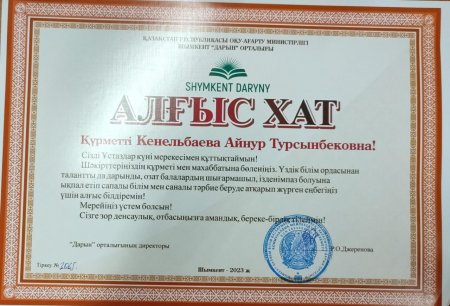 ҚАЗАҚСТАН РЕСПУБЛИКАСЫ ОҚУ-АҒАРТУ МИНИСТРЛІГІ
ШЫМКЕНТ "ДАРЫН" ОРТАЛЫҒЫ
SHYMKENT DARYNY
АЛҒЫС ХАТ
Құрметті Кенельбаева Айнур Турсынбековна!
Сізді Ұстаздар күні мерекесімен құттықтаймын!
Шәкірттеріңіздің құрметі мен махаббатына бөленіңіз. Үздік білім ордасынан
талантты да дарынды, озат балалардың шығармашыл, ізденімпаз болуына
ықпал етіп сапалы білім мен саналы тәрбие беруде атқарып жүрген еңбегіңіз
үшін алғыс білдіремін!
Мерейіңіз үстем болсын!
Сізге зор денсаулық, отбасыңызға амандық, береке-бірлік тілеймін!
"Дарын" орталығының директоры
Р.О.Джерекова
Тіркеу №2065
Шымкент - 2023 ж